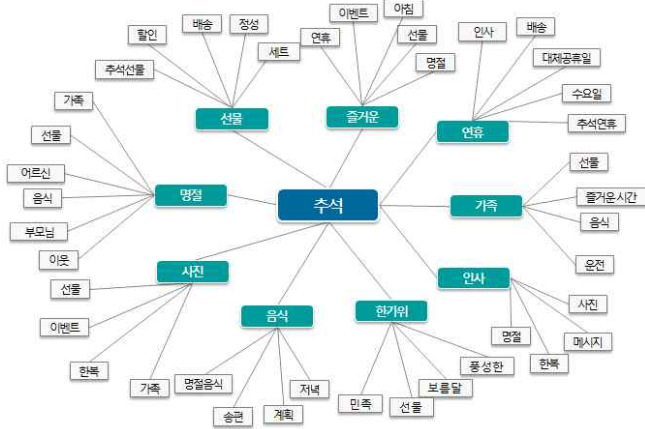 이벤트
아침
할인
배송
정성
연휴
선물
인사
배송
추석선물
세트
명절
대체공휴일
수요일
가족
선물
즐거운
연휴
추석연휴
선물
선물
어르신
음식
명절
추석
가족
즐거운시간
음식
부모님
이웃
운전
사진
인사
선물
사진
이벤트
음식
한가위
명절
메시지
한복
한복
가족
명절음식
저녁
풍성한
보름달
송편
계획
민족
선물